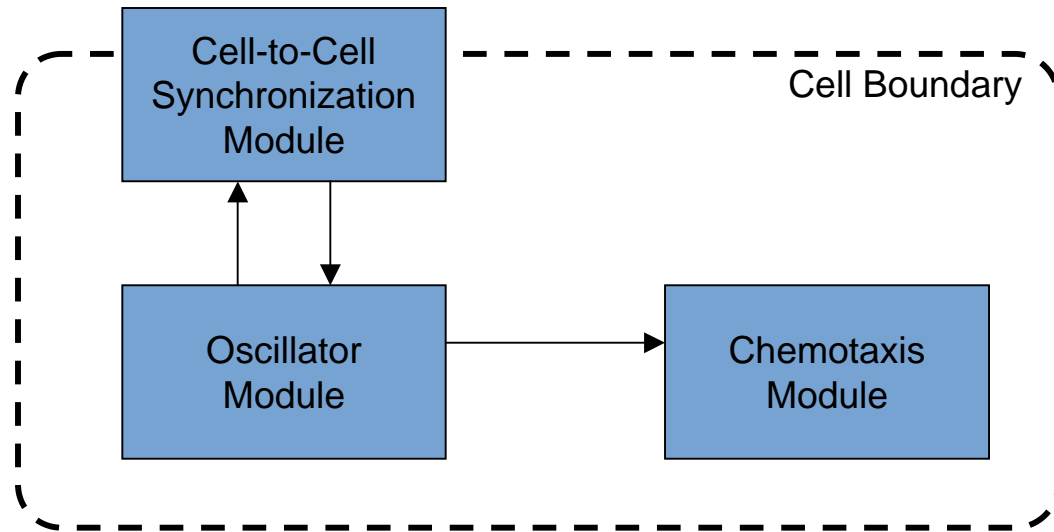 Cell-to-Cell
Synchronization
Module
Cell Boundary
Oscillator
Module
Chemotaxis
Module